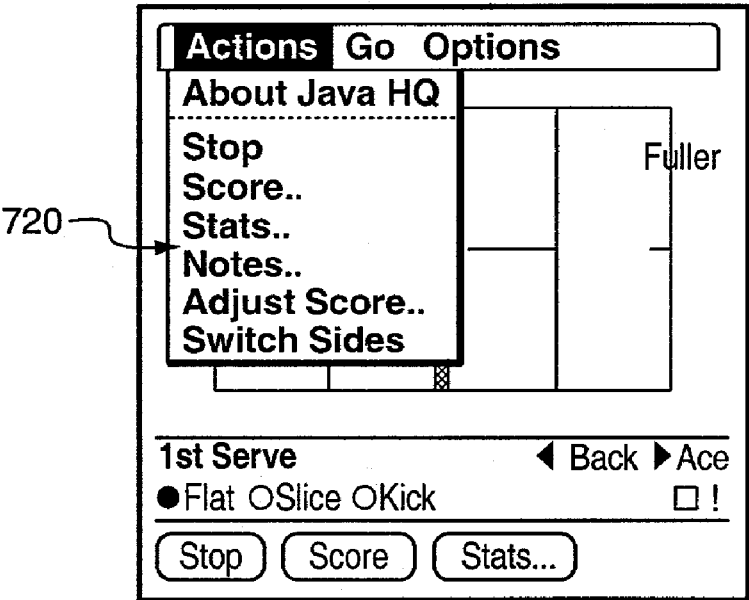 Actions Go Options
About Java HQ
Stop
Fuller
Score..
720
Stats..
Notes..
Adjust Score..
Switch Sides
1st Serve ◀ Back ▶ Ace
●Flat ○Slice ○Kick □ !
Stop Score Stats...